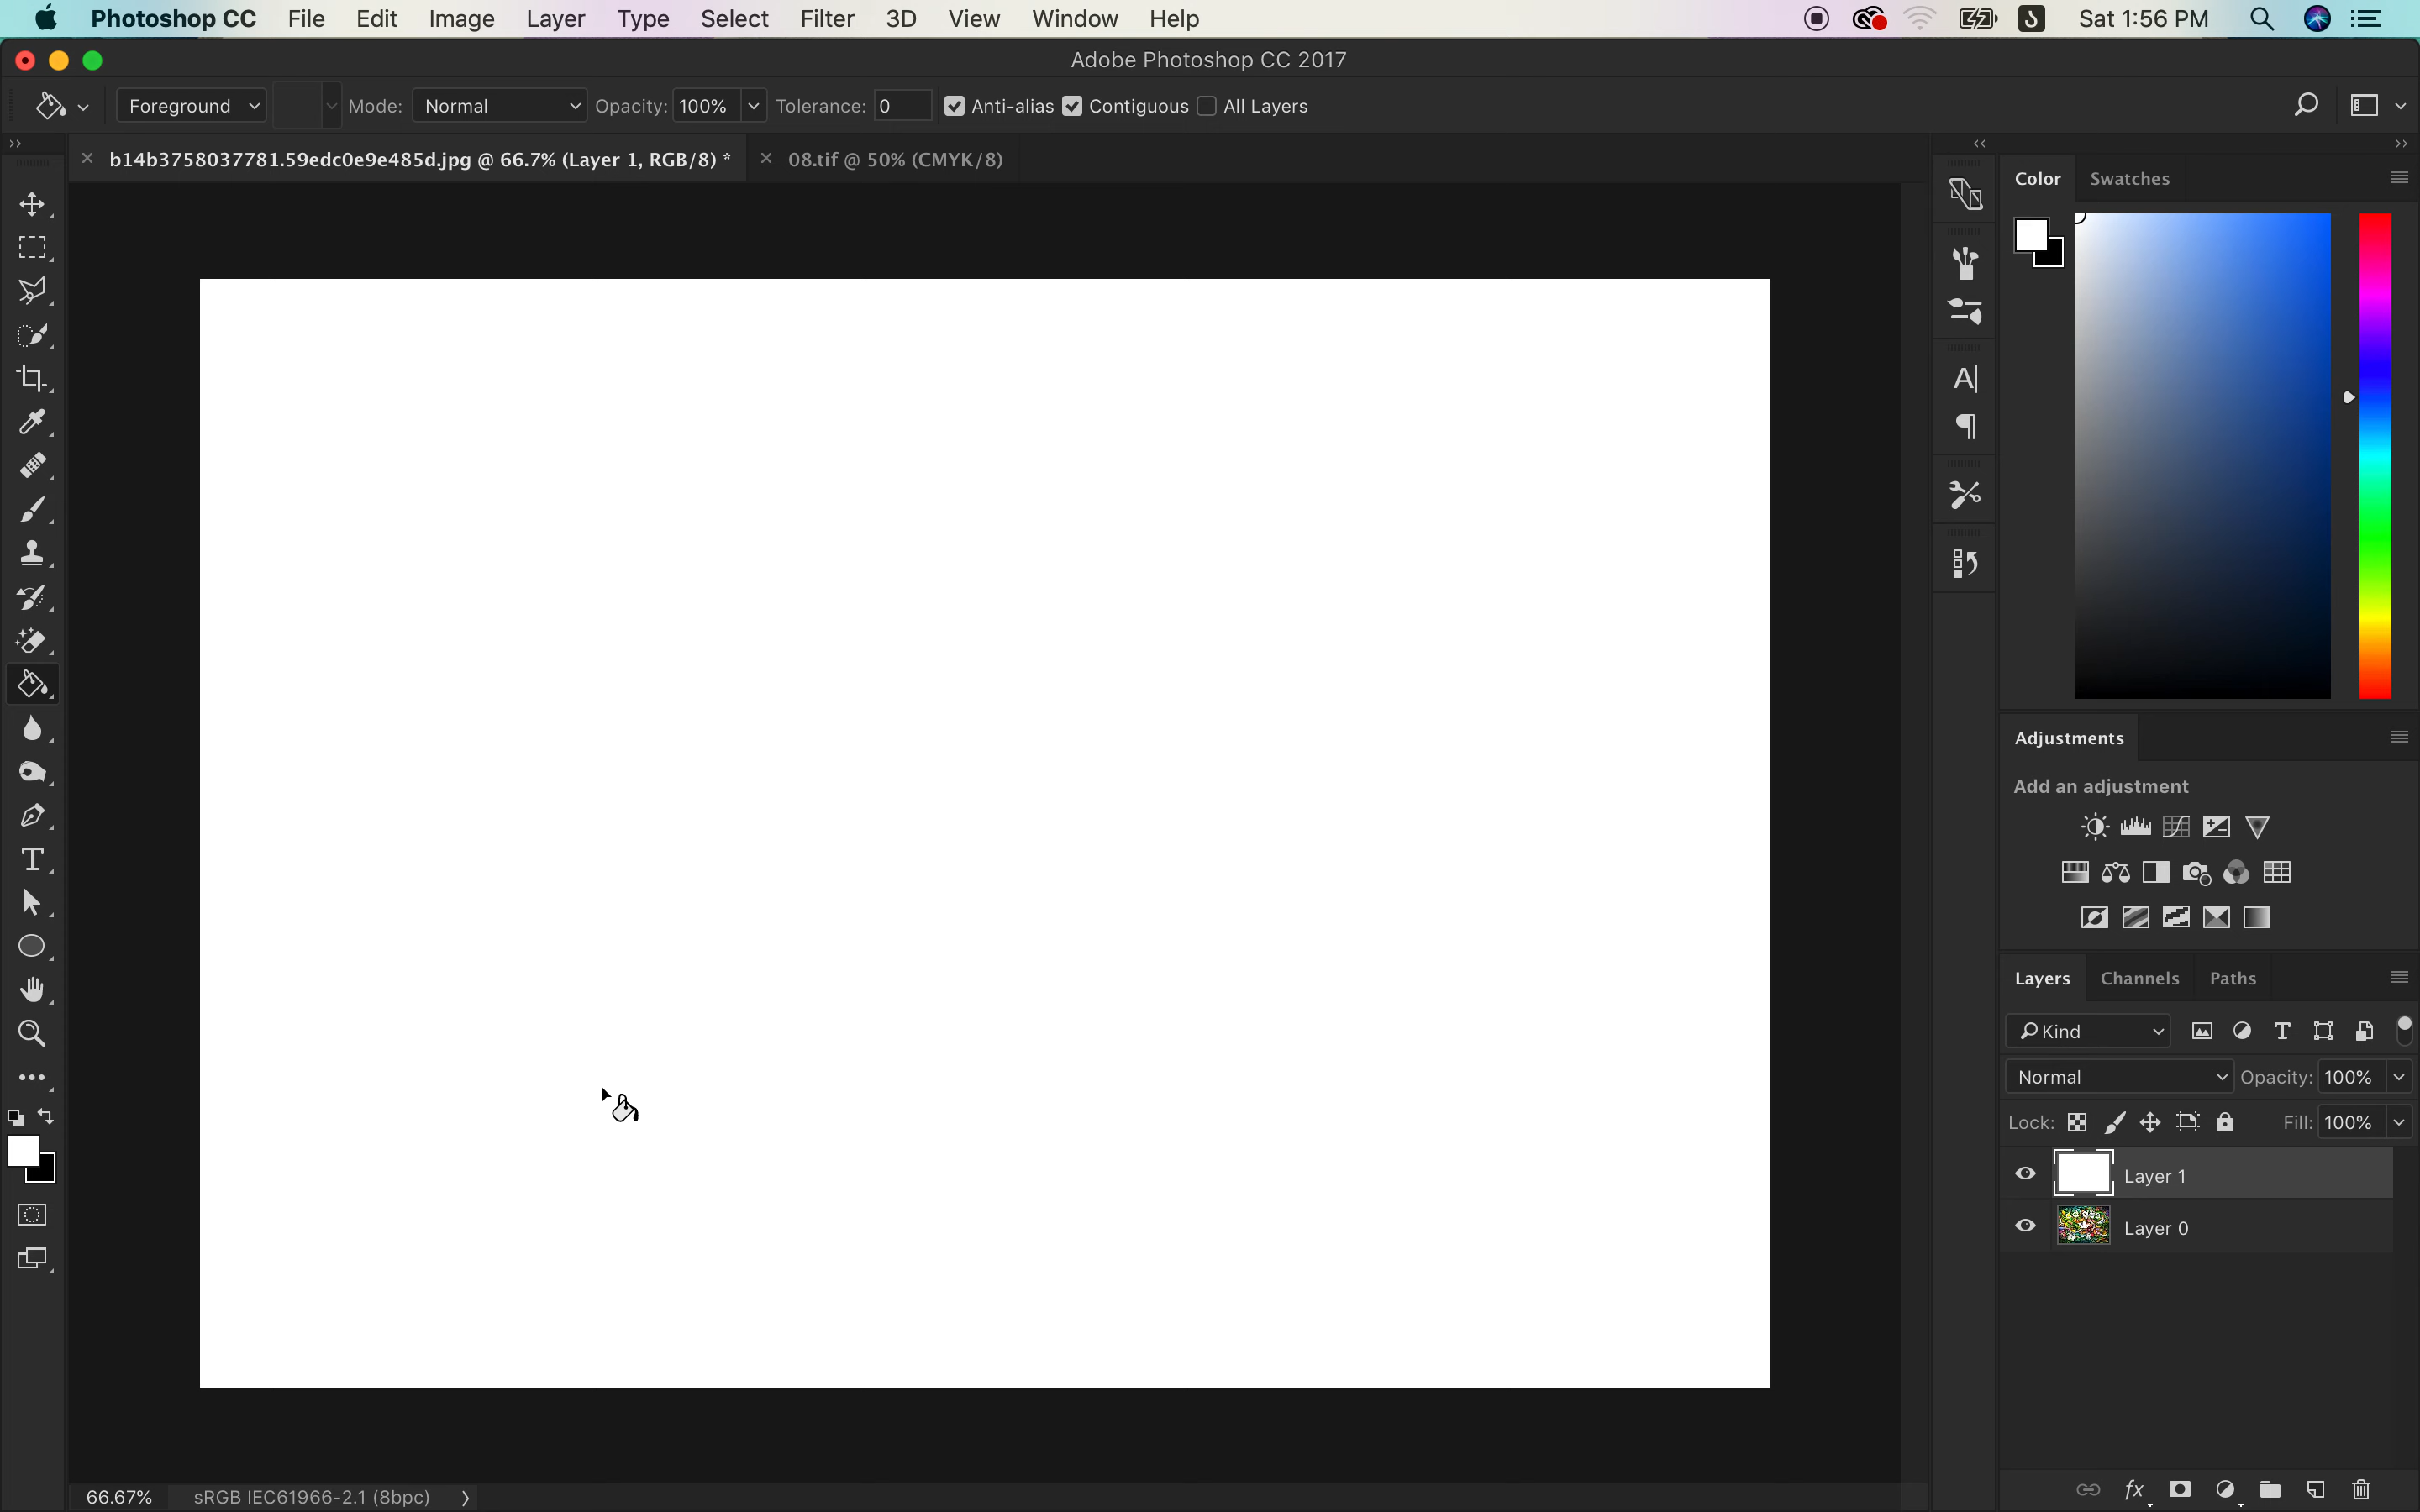 Photoshop CC File Edit Image Layer Type Select Filter 3D View Window Help Sat 1:56 PM
Adobe Photoshop CC 2017
Foreground Mode: Normal Opacity: 100% Tolerance: 0 Anti-alias Contiguous All Layers
b14b3758037781.59edc0e9e485d.jpg @ 66.7% (Layer 1, RGB/8) * 08.tif @ 50% (CMYK/8)
Color Swatches
Adjustments
Add an adjustment
Layers Channels Paths
Kind
Normal Opacity: 100%
Lock: Fill: 100%
Layer 1
Layer 0
66.67% sRGB IEC61966-2.1 (8bpc)